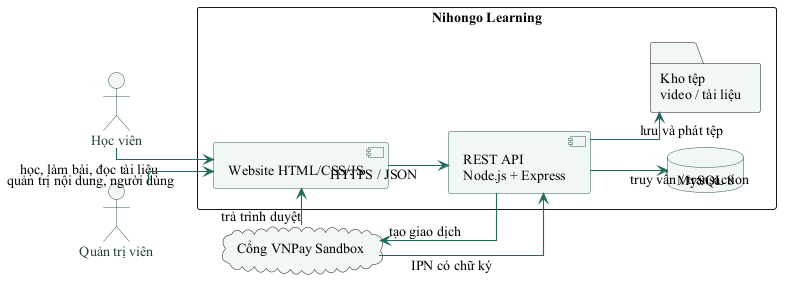 Nihongo Learning
Kho tệp
video / tài liệu
Học viên
lưu và phát tệp
REST API
Node.js + Express
Website HTML/CSS/JS
HTTPS / JSON
học, làm bài, đọc tài liệu
quản trị nội dung, người dùng
truy vấn / transaction
MySQL 8
trả trình duyệt
tạo giao dịch
Quản trị viên
Cổng VNPay Sandbox
IPN có chữ ký